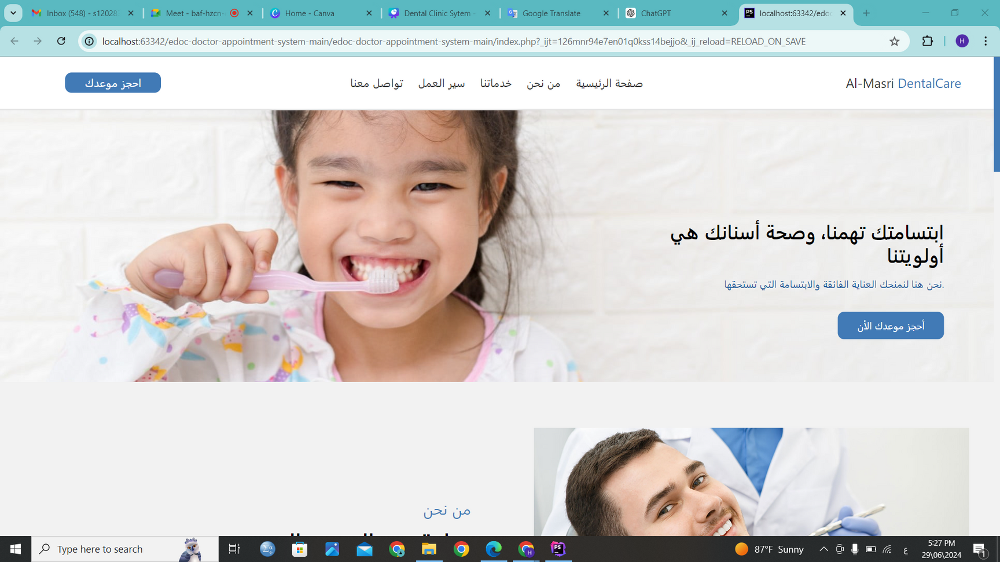 Inbox (548) - s12028
Meet - baf-hzcn-
Home - Canva
Dental Clinic Sytem -
Google Translate
ChatGPT
localhost:63342/edoc
localhost:63342/edoc-doctor-appointment-system-main/edoc-doctor-appointment-system-main/index.php?_ijt=126mnr94e7en01q0kss14bejjo&_ij_reload=RELOAD_ON_SAVE
H
Al-Masri DentalCare
صفحة الرئيسية
من نحن
خدماتنا
سير العمل
تواصل معنا
احجز موعدك
ابتسامتك تهمنا، وصحة أسنانك هي
أولويتنا
.نحن هنا لنمنحك العناية الفائقة والابتسامة التي تستحقها
أحجز موعدك الأن
من نحن
Type here to search
87°F Sunny
ع
5:27 PM
29\06\2024
1